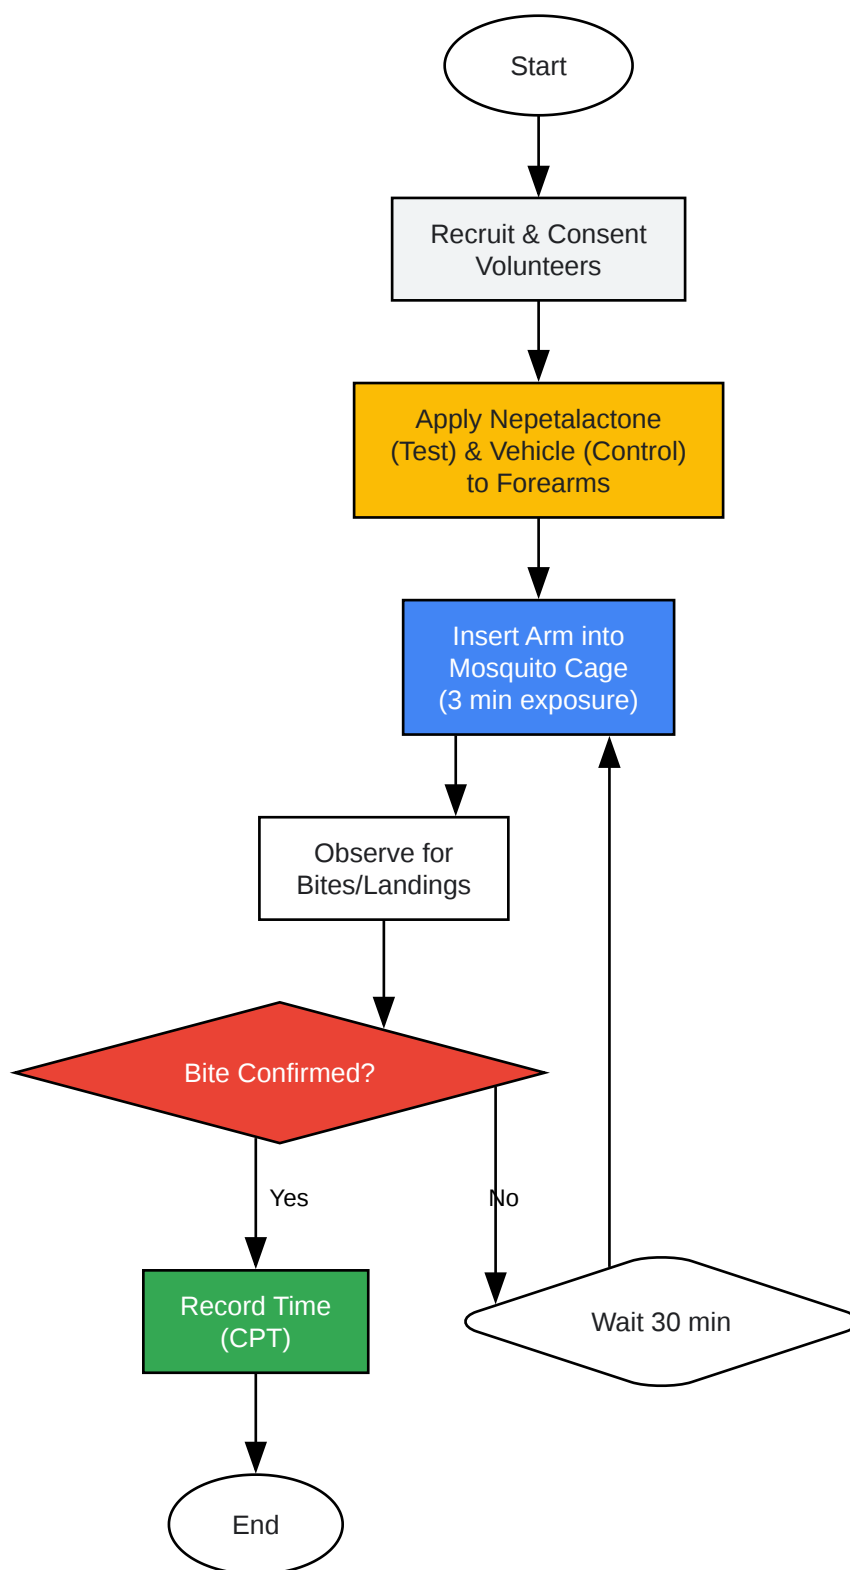 Start
Recruit & Consent
Volunteers
Apply Nepetalactone
(Test) & Vehicle (Control)
to Forearms
Insert Arm into
Mosquito Cage
(3 min exposure)
Observe for
Bites/Landings
Bite Confirmed?
Yes
No
Record Time
(CPT)
Wait 30 min
End